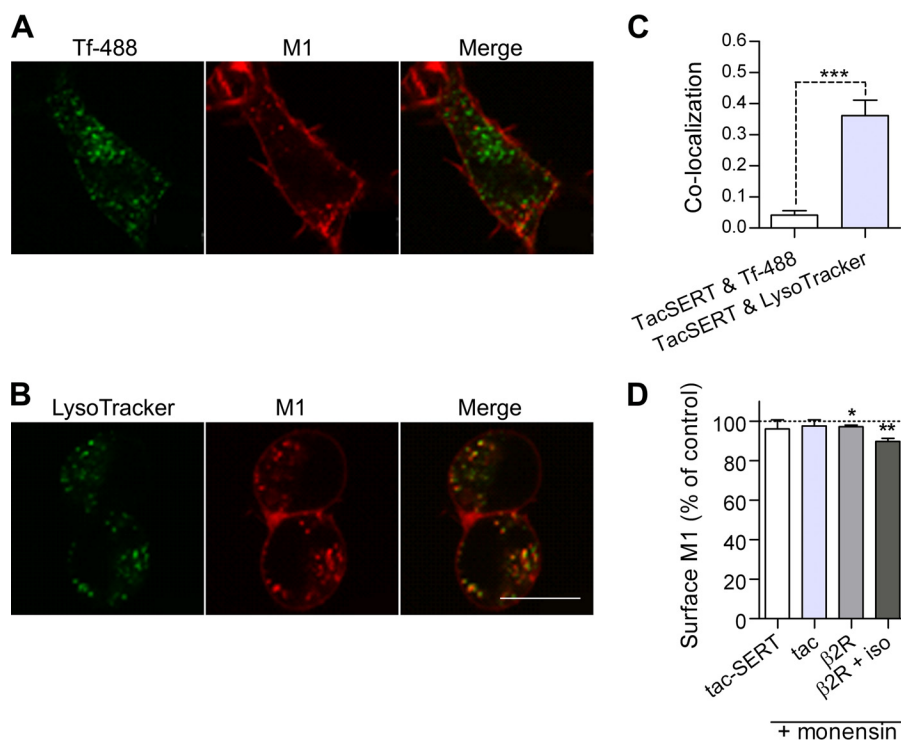 A
Tf-488 M1 Merge
B
LysoTracker M1 Merge
C
Co-localization
0.6
0.5
0.4
0.3
0.2
0.1
0.0
***
TacSERT & Tf-488
TacSERT & LysoTracker
D
Surface M1 (% of control)
100
80
60
40
20
0
*
**
tac-SERT
tac
β2R
β2R + iso
+ monensin